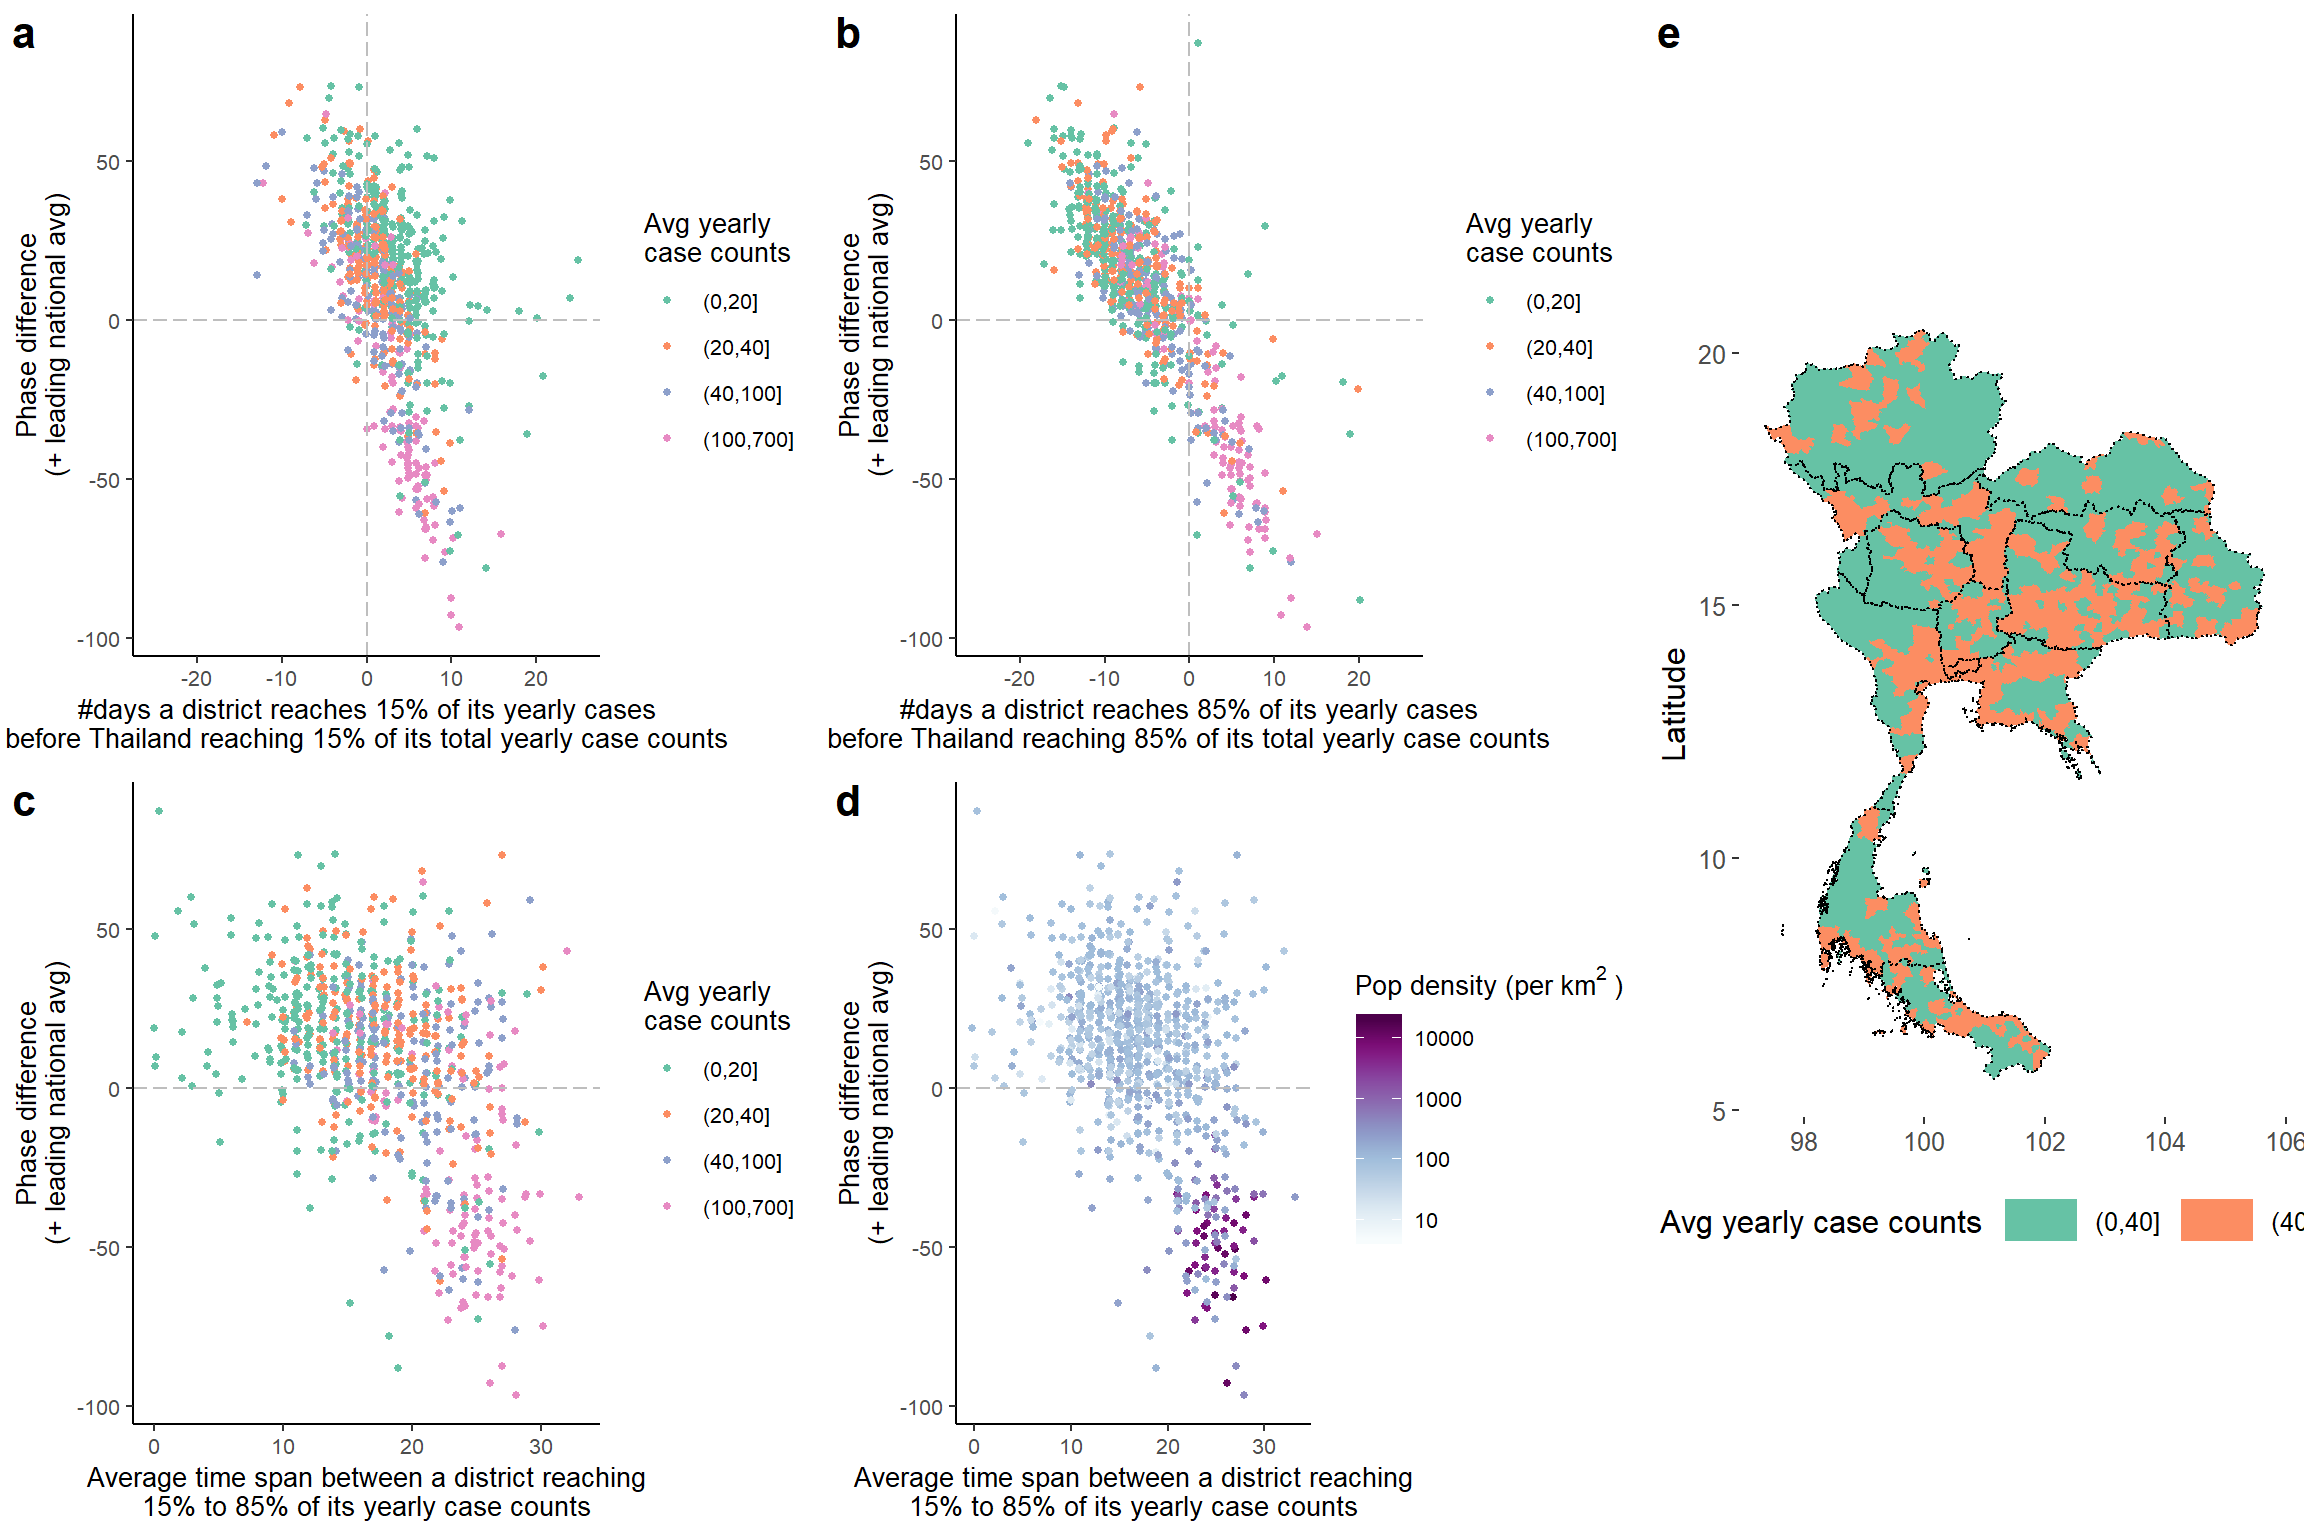 a
50
0
-50
-100
-20
-10
0
10
20
Phase difference
(+ leading national avg)
#days a district reaches 15% of its yearly cases
before Thailand reaching 15% of its total yearly case counts
Avg yearly
case counts
(0,20]
(20,40]
(40,100]
(100,700]
b
50
0
-50
-100
-20
-10
0
10
20
Phase difference
(+ leading national avg)
#days a district reaches 85% of its yearly cases
before Thailand reaching 85% of its total yearly case counts
Avg yearly
case counts
(0,20]
(20,40]
(40,100]
(100,700]
c
50
0
-50
-100
0
10
20
30
Phase difference
(+ leading national avg)
Average time span between a district reaching
15% to 85% of its yearly case counts
Avg yearly
case counts
(0,20]
(20,40]
(40,100]
(100,700]
d
50
0
-50
-100
0
10
20
30
Phase difference
(+ leading national avg)
Average time span between a district reaching
15% to 85% of its yearly case counts
Pop density (per km2 )
10000
1000
100
10
e
20
15
10
5
98
100
102
104
106
Latitude
Avg yearly case counts
(0,40]
(40